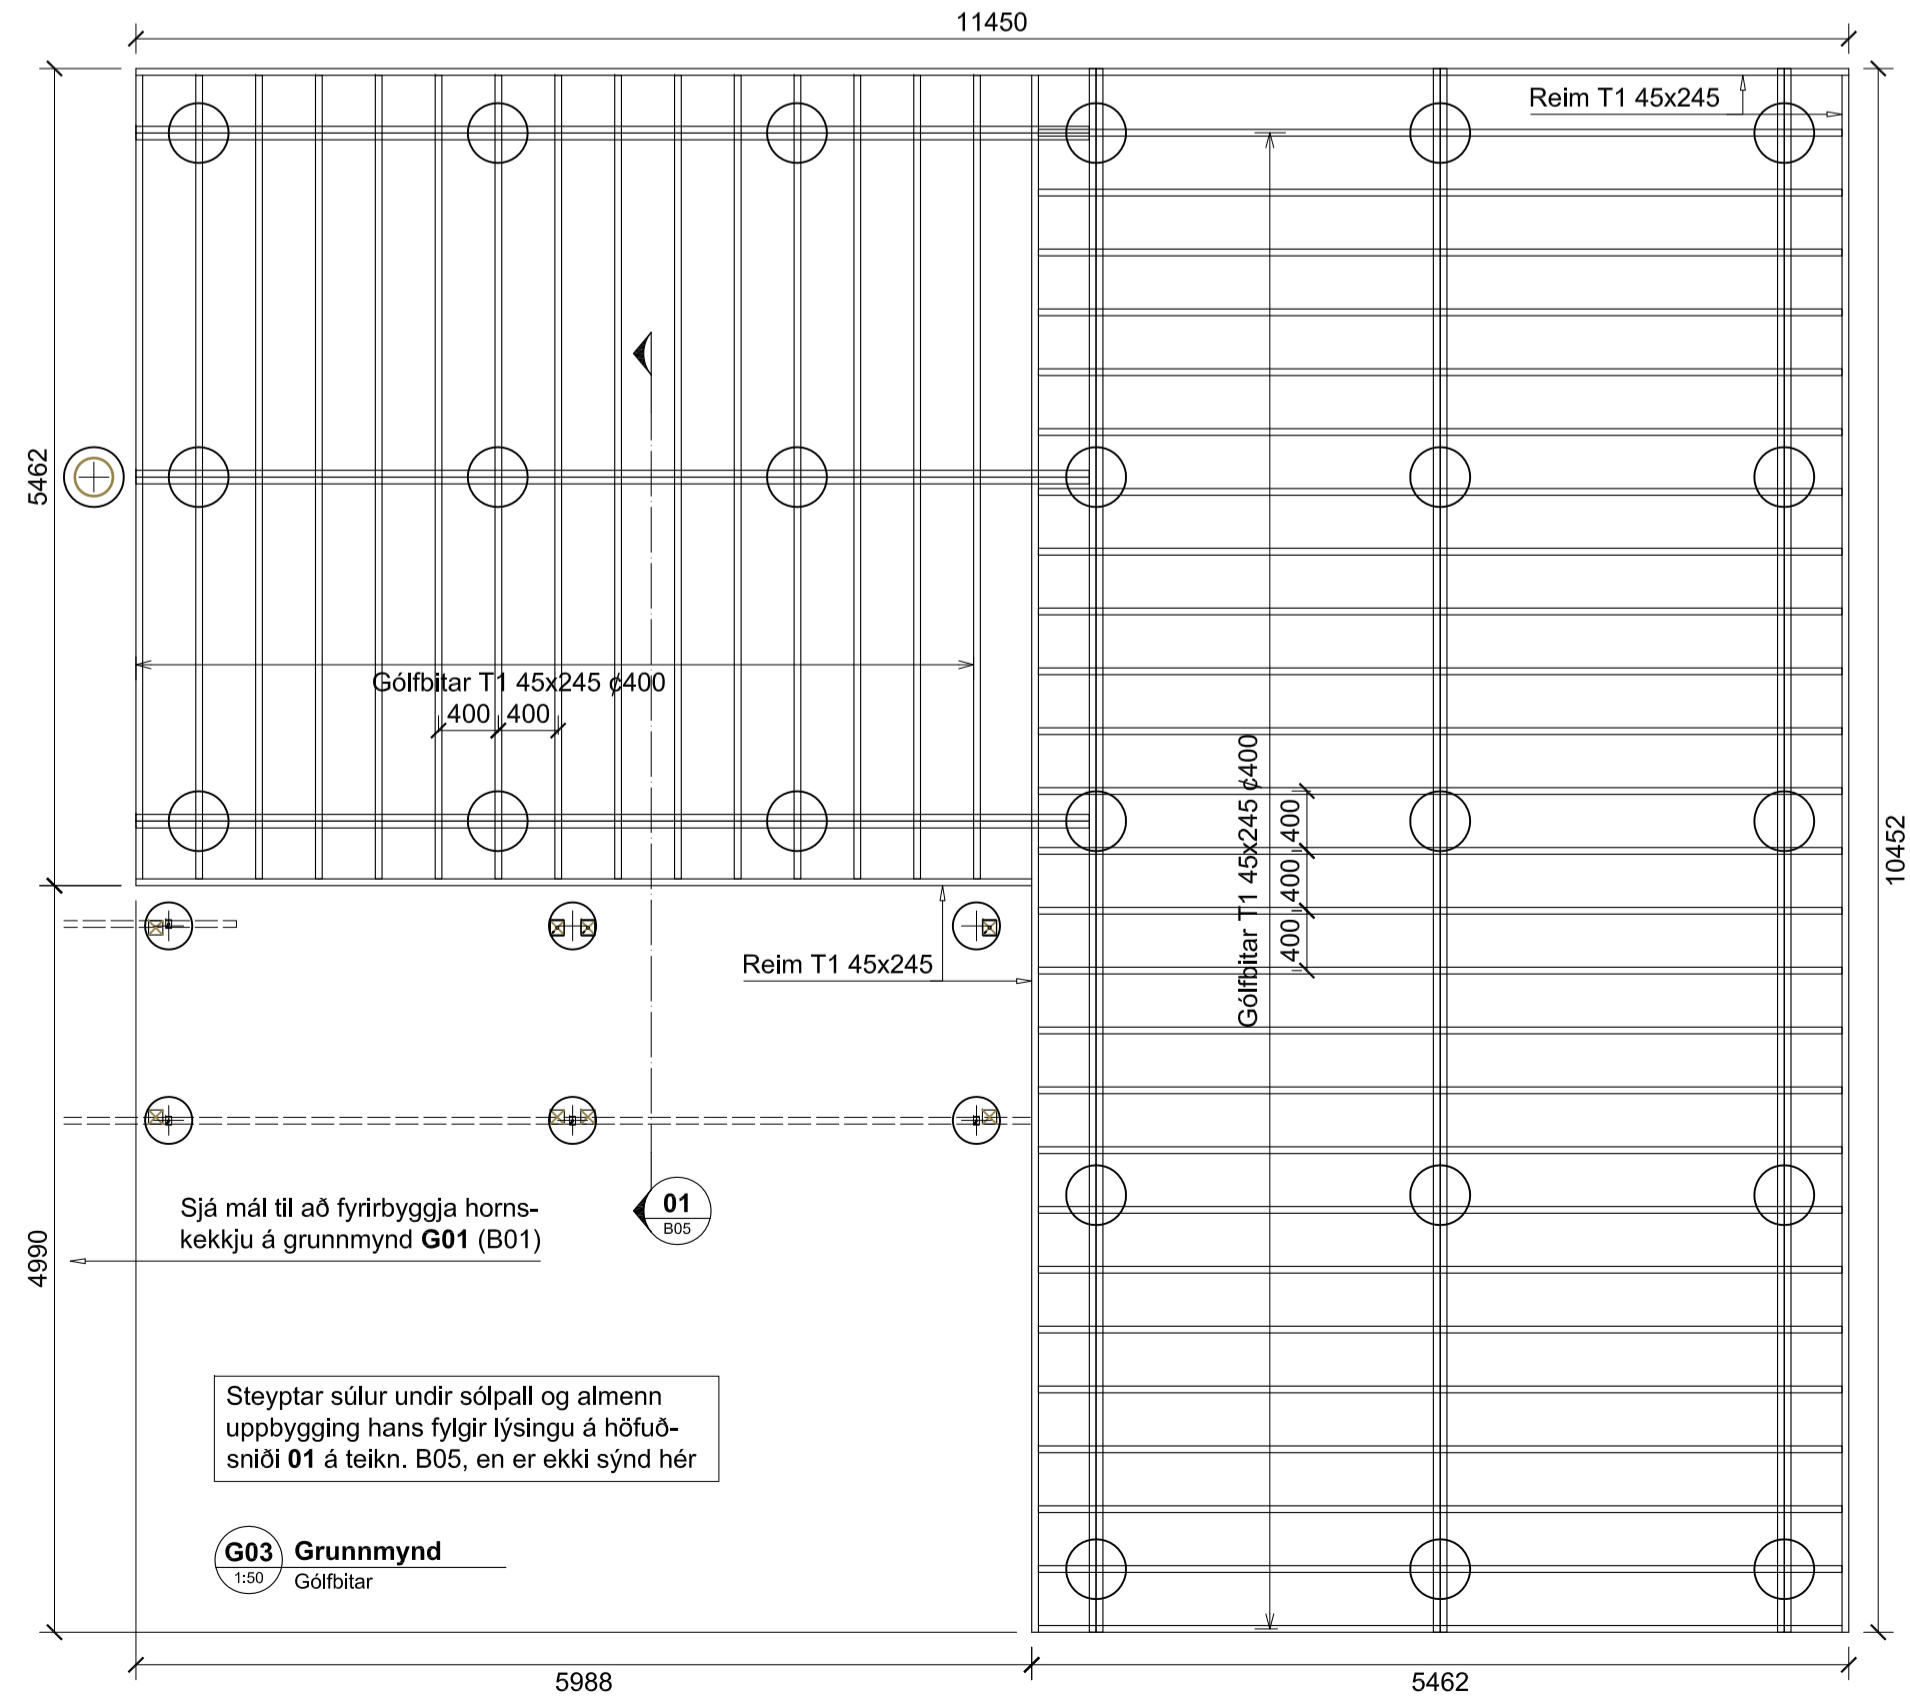 11450
Reim T1 45x245
5462
10452
Gólfbitar T1 45x245 ¢400
400 400
Gólfbitar T1 45x245 ¢400
400
400
400
Reim T1 45x245
4990
Sjá mál til að fyrirbyggja horns-
kekkju á grunnmynd G01 (B01)
01
B05
Steyptar súlur undir sólpall og almenn
uppbygging hans fylgir lýsingu á höfuð-
sniði 01 á teikn. B05, en er ekki sýnd hér
G03 Grunnmynd
1:50 Gólfbitar
5988
5462